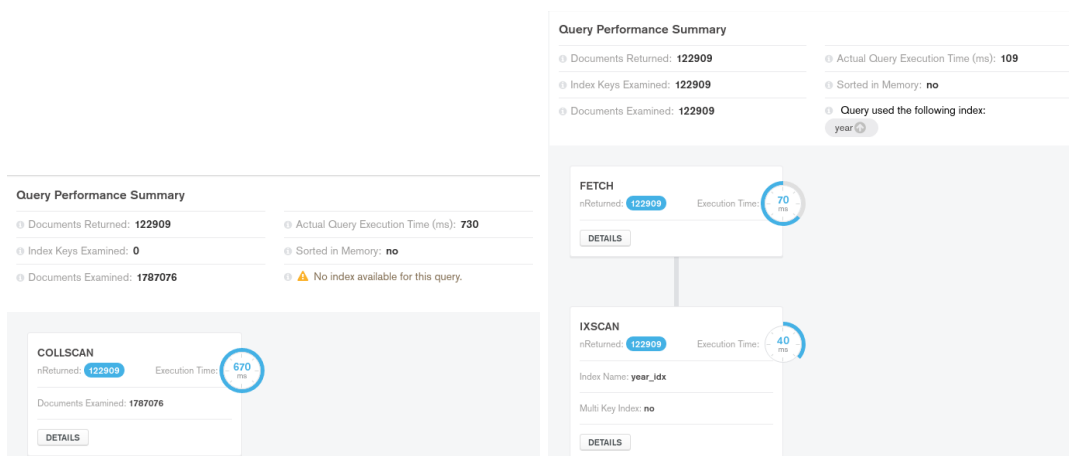 Query Performance Summary
Documents Returned: 122909
Index Keys Examined: 0
Documents Examined: 1787076
Actual Query Execution Time (ms): 730
Sorted in Memory: no
No index available for this query.
COLLSCAN
nReturned: 122909
Execution Time:
670
ms
Documents Examined: 1787076
DETAILS
Query Performance Summary
Documents Returned: 122909
Index Keys Examined: 122909
Documents Examined: 122909
Actual Query Execution Time (ms): 109
Sorted in Memory: no
Query used the following index:
year
FETCH
nReturned: 122909
Execution Time:
70
ms
DETAILS
IXSCAN
nReturned: 122909
Execution Time:
40
ms
Index Name: year_idx
Multi Key Index: no
DETAILS